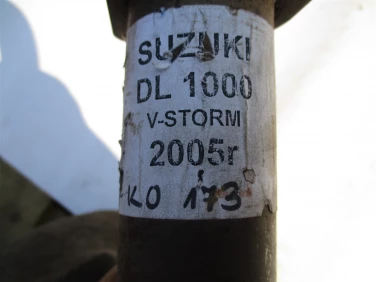 SUZUKI
DL 1000
V-STORM
2005r
KO 173